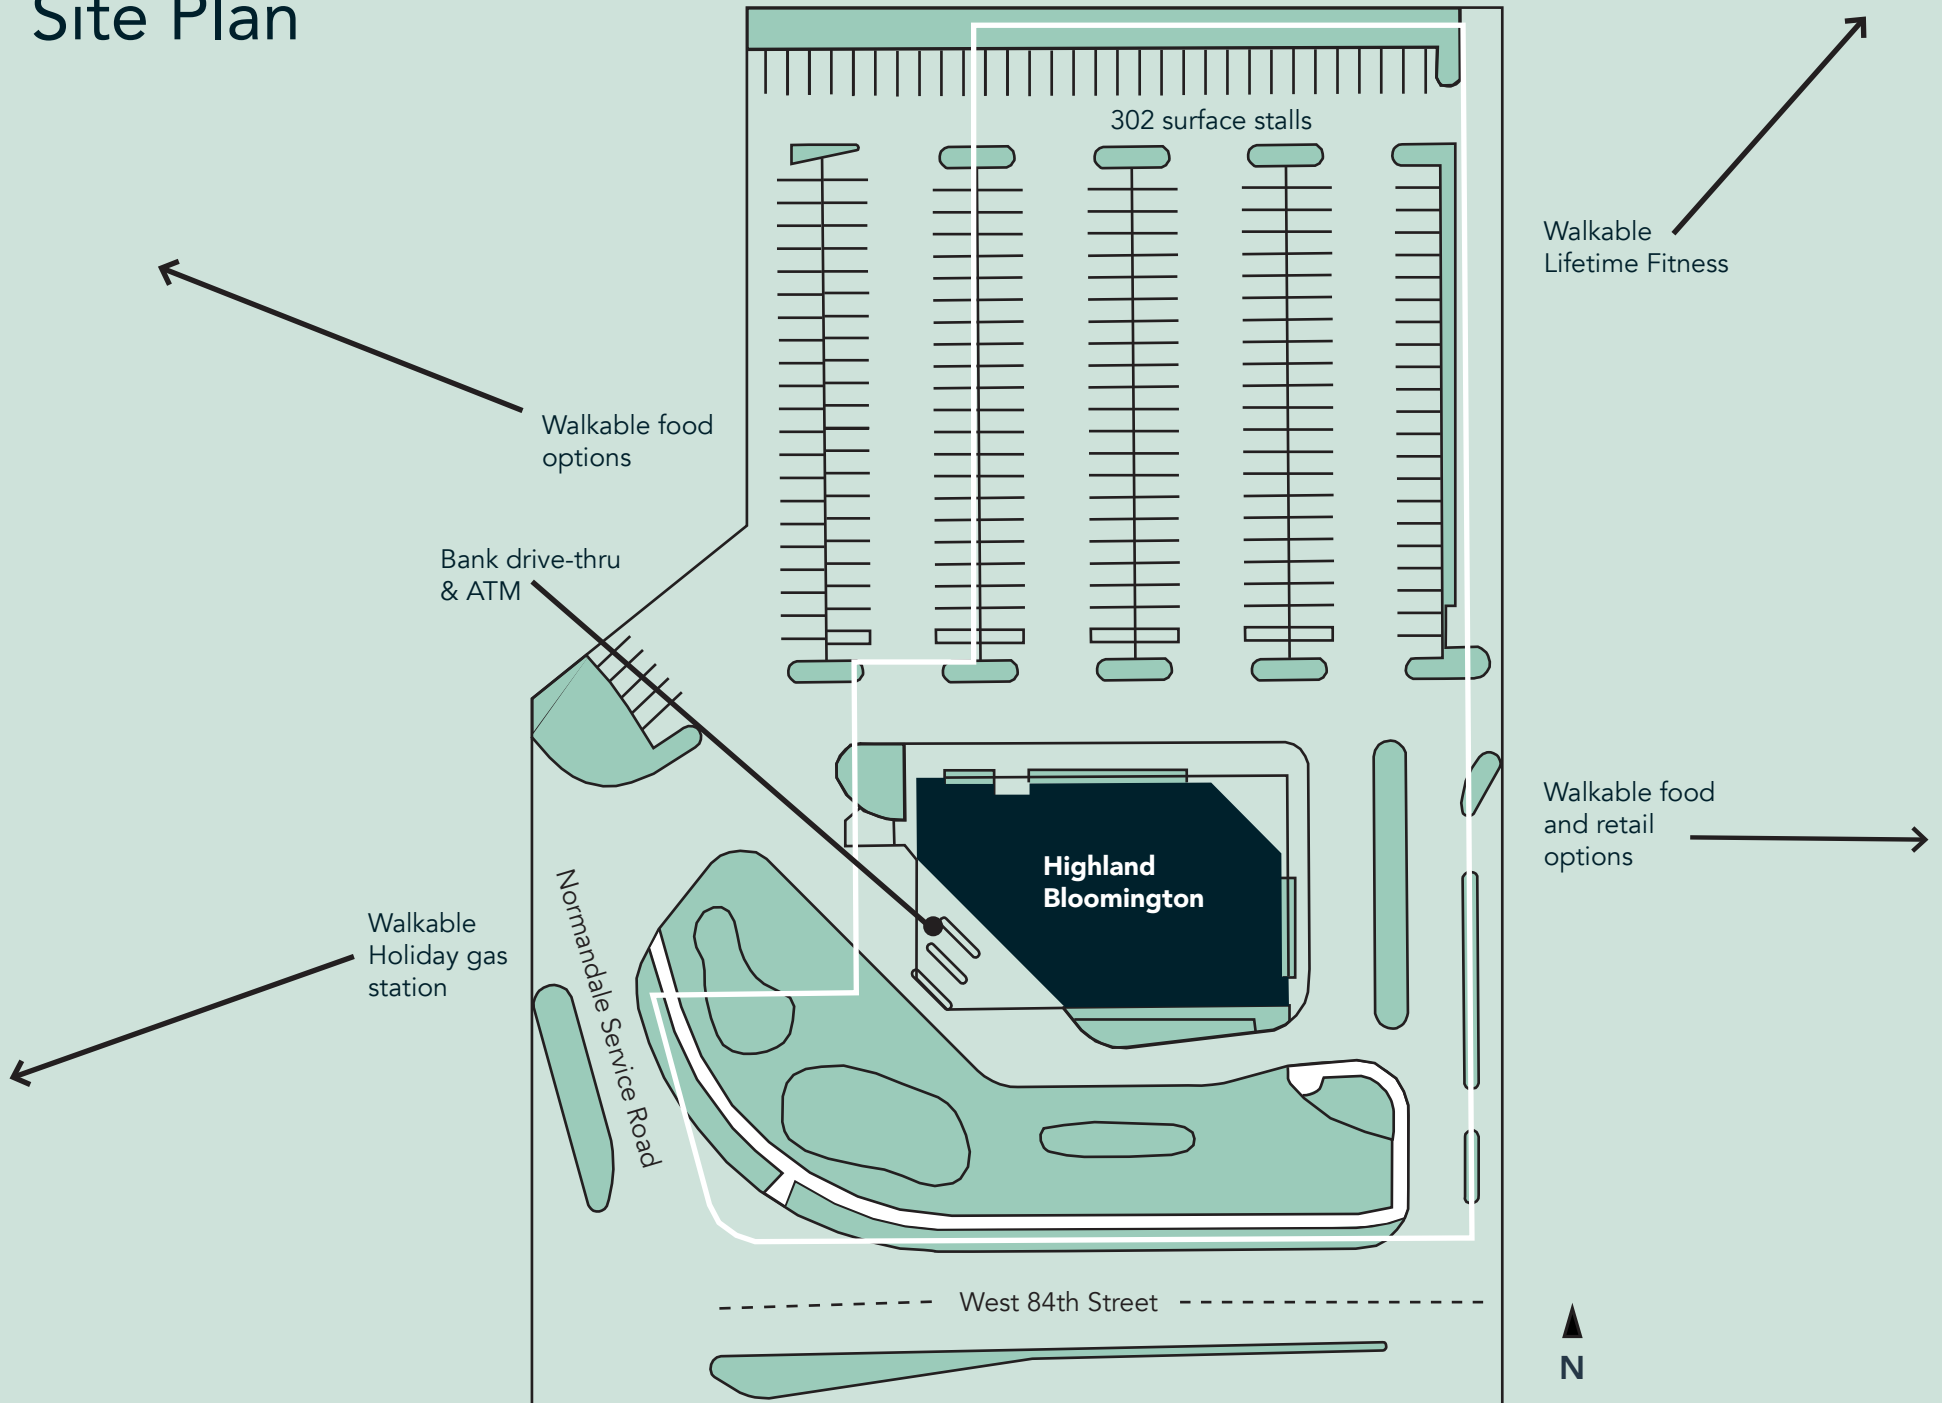 Site Plan
302 surface stalls
Walkable
Lifetime Fitness
Walkable food
options
Bank drive-thru
& ATM
Walkable food
and retail
options
Highland
Bloomington
Walkable
Holiday gas
station
Normandale Service Road
West 84th Street
N